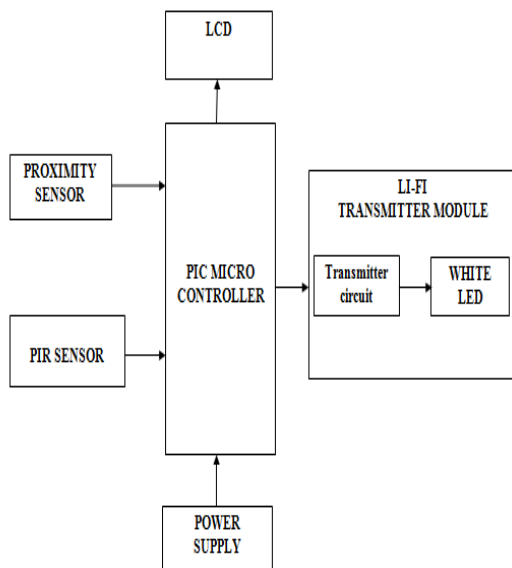 LCD
PROXIMITY
SENSOR
PIR SENSOR
PIC MICRO
CONTROLLER
LI-FI
TRANSMITTER MODULE
Transmitter
circuit
WHITE
LED
POWER
SUPPLY